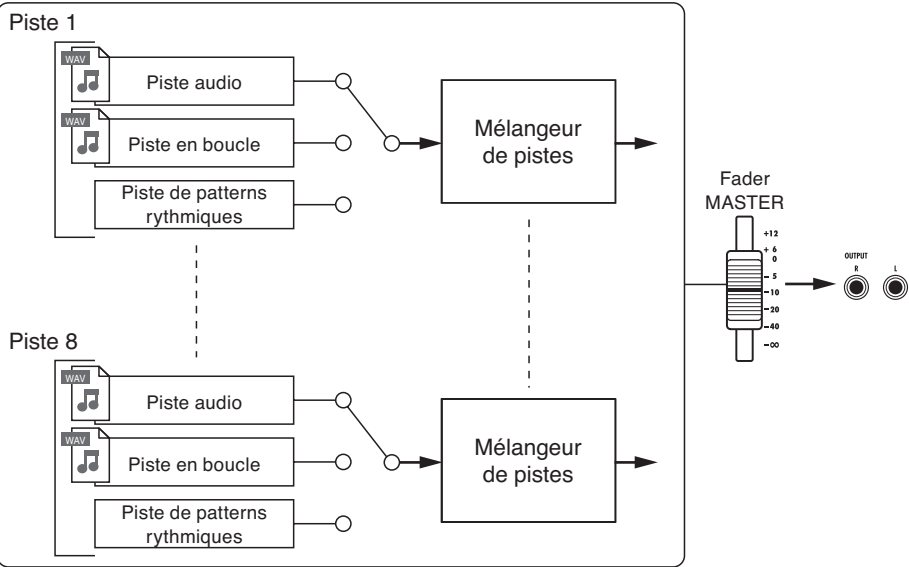 Piste 1
WAV
Piste audio
WAV
Piste en boucle
Piste de patterns
rythmiques
Mélangeur
de pistes
Fader
MASTER
+12
+ 6
0
- 5
-10
-20
-40
-∞
OUTPUT
R L
Piste 8
WAV
Piste audio
WAV
Piste en boucle
Piste de patterns
rythmiques
Mélangeur
de pistes